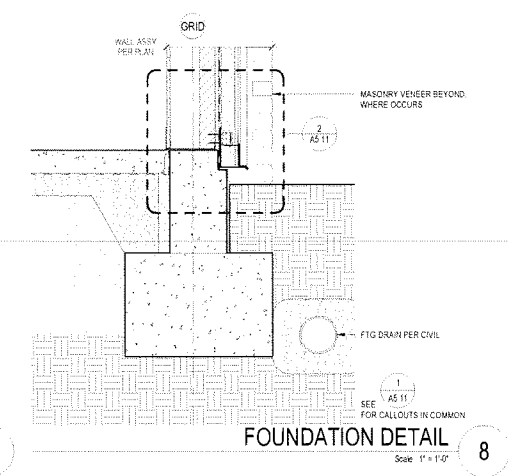 GRID
WALL ASSY
PER PLAN
MASONRY VENEER BEYOND,
WHERE OCCURS
2
A5.11
FTG DRAIN PER CIVIL
1
A5.11
SEE
FOR CALLOUTS IN COMMON
FOUNDATION DETAIL
8
Scale 1" = 1'-0"